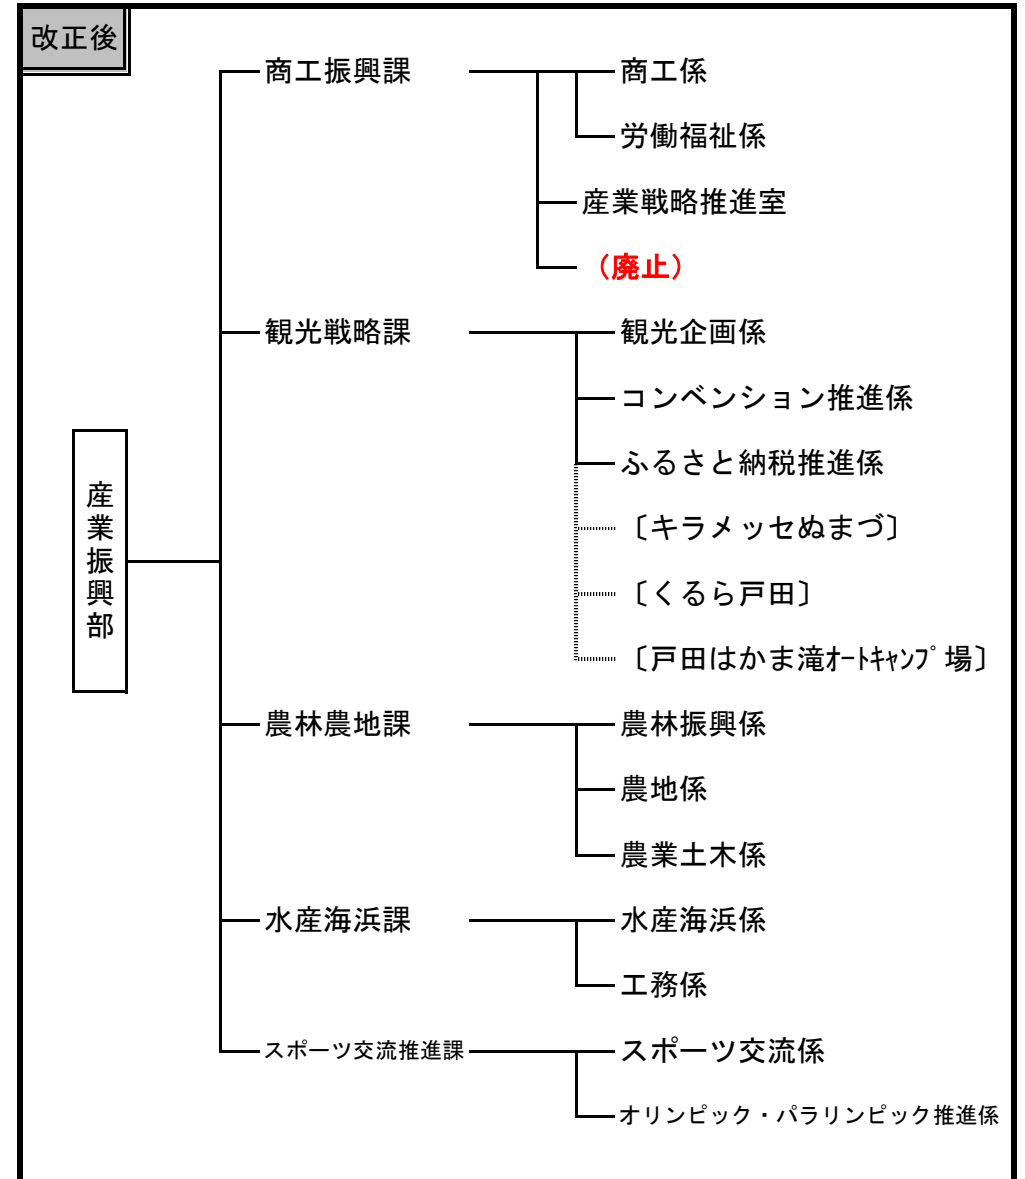 改正後
商工振興課
商工係
労働福祉係
産業戦略推進室
（廃止）
観光戦略課
観光企画係
コンベンション推進係
ふるさと納税推進係
〔キラメッセぬまづ〕
〔くるら戸田〕
〔戸田はかま滝ｵｰﾄｷｬﾝﾌﾟ場〕
産業振興部
農林農地課
農林振興係
農地係
農業土木係
水産海浜課
水産海浜係
工務係
スポーツ交流推進課
スポーツ交流係
オリンピック・パラリンピック推進係